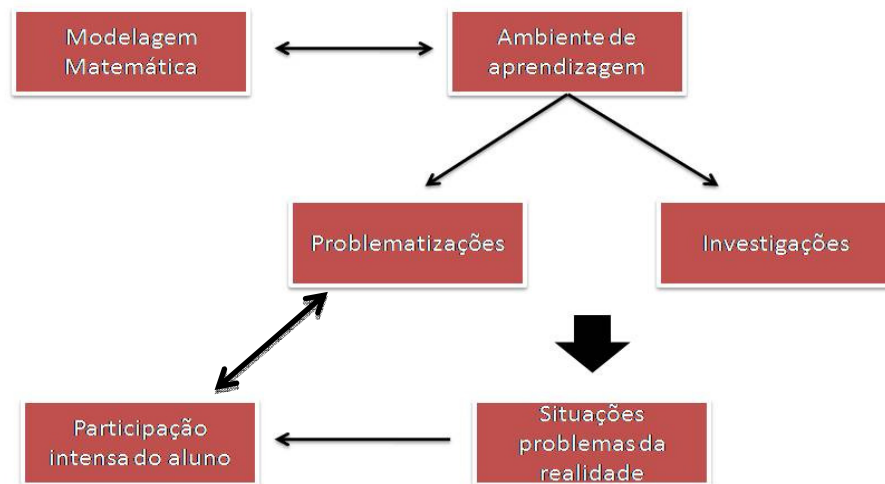 Modelagem
Matemática
Ambiente de
aprendizagem
Problematizações
Investigações
Participação
intensa do aluno
Situações
problemas da
realidade